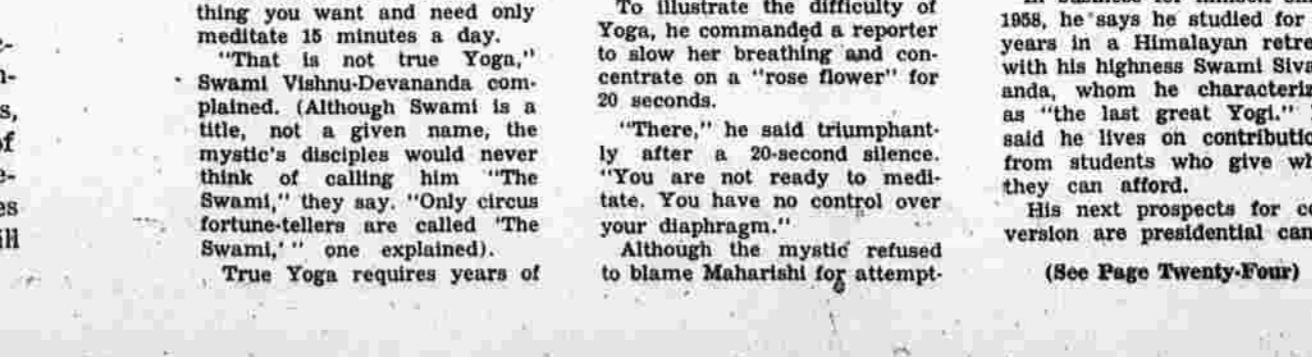 thing you want and need only
meditate 15 minutes a day.
"That is not true Yoga,"
Swami Vishnu-Devananda com-
plained. (Although Swami is a
title, not a given name, the
mystic's disciples would never
think of calling him "The
Swami," they say. "Only circus
fortune-tellers are called 'The
Swami,' " one explained).
True Yoga requires years of
To illustrate the difficulty of
Yoga, he commanded a reporter
to slow her breathing and con-
centrate on a "rose flower" for
20 seconds.
"There," he said triumphant-
ly after a 20-second silence.
"You are not ready to medi-
tate. You have no control over
your diaphragm."
Although the mystic refused
to blame Maharishi for attempt-
1958, he says he studied for
years in a Himalayan retre
with his highness Swami Siva
anda, whom he characteriz
as "the last great Yogi."
said he lives on contributio
from students who give wh
they can afford.
His next prospects for co
version are presidential can
(See Page Twenty-Four)